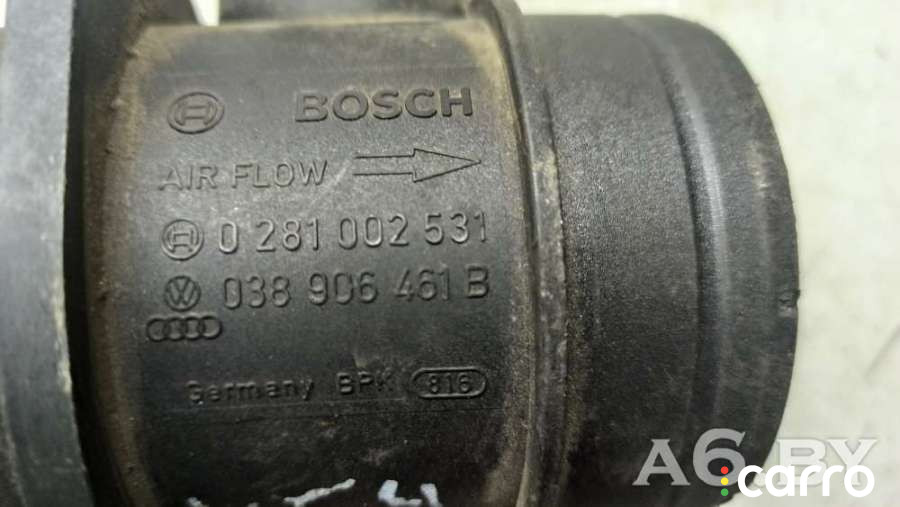 BOSCH
AIR FLOW
0 281 002 531
038 906 461 B
Germany BPK 816
A6.BY
carro